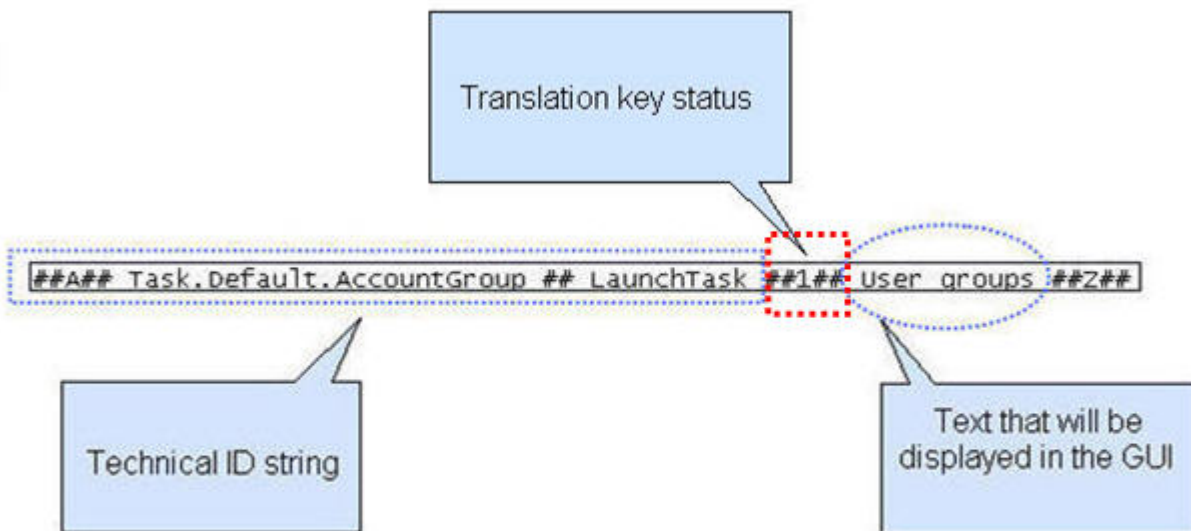 Translation key status
##A## Task.Default.AccountGroup ## LaunchTask ##1## User groups ##Z##
Technical ID string
Text that will be
displayed in the GUI